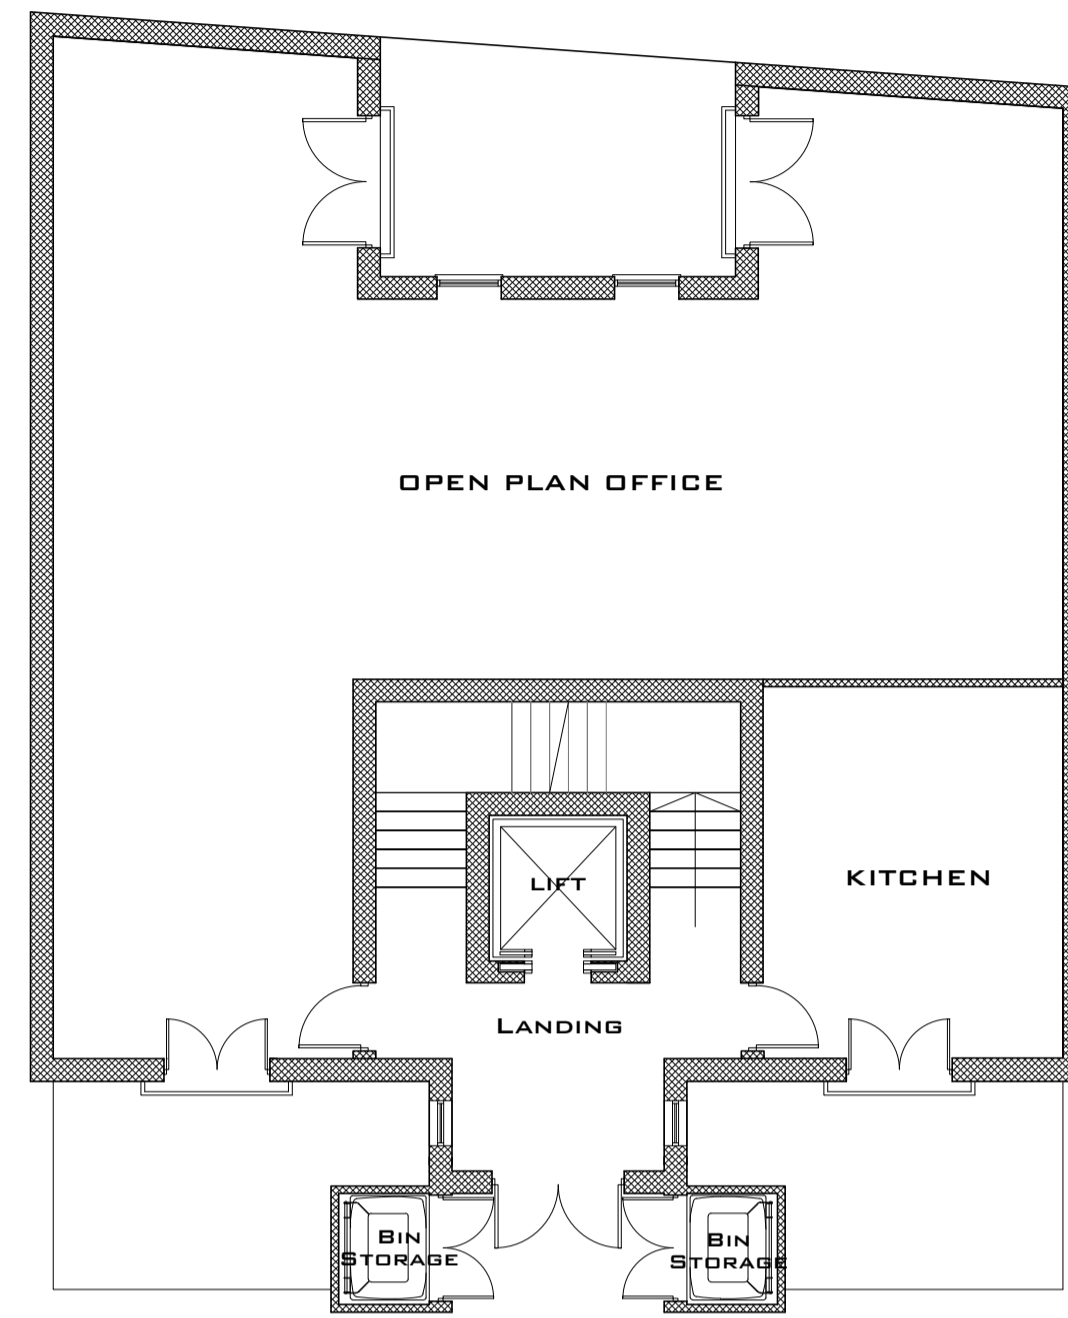 OPEN PLAN OFFICE
LIFT
KITCHEN
LANDING
BIN
STORAGE
BIN
STORAGE